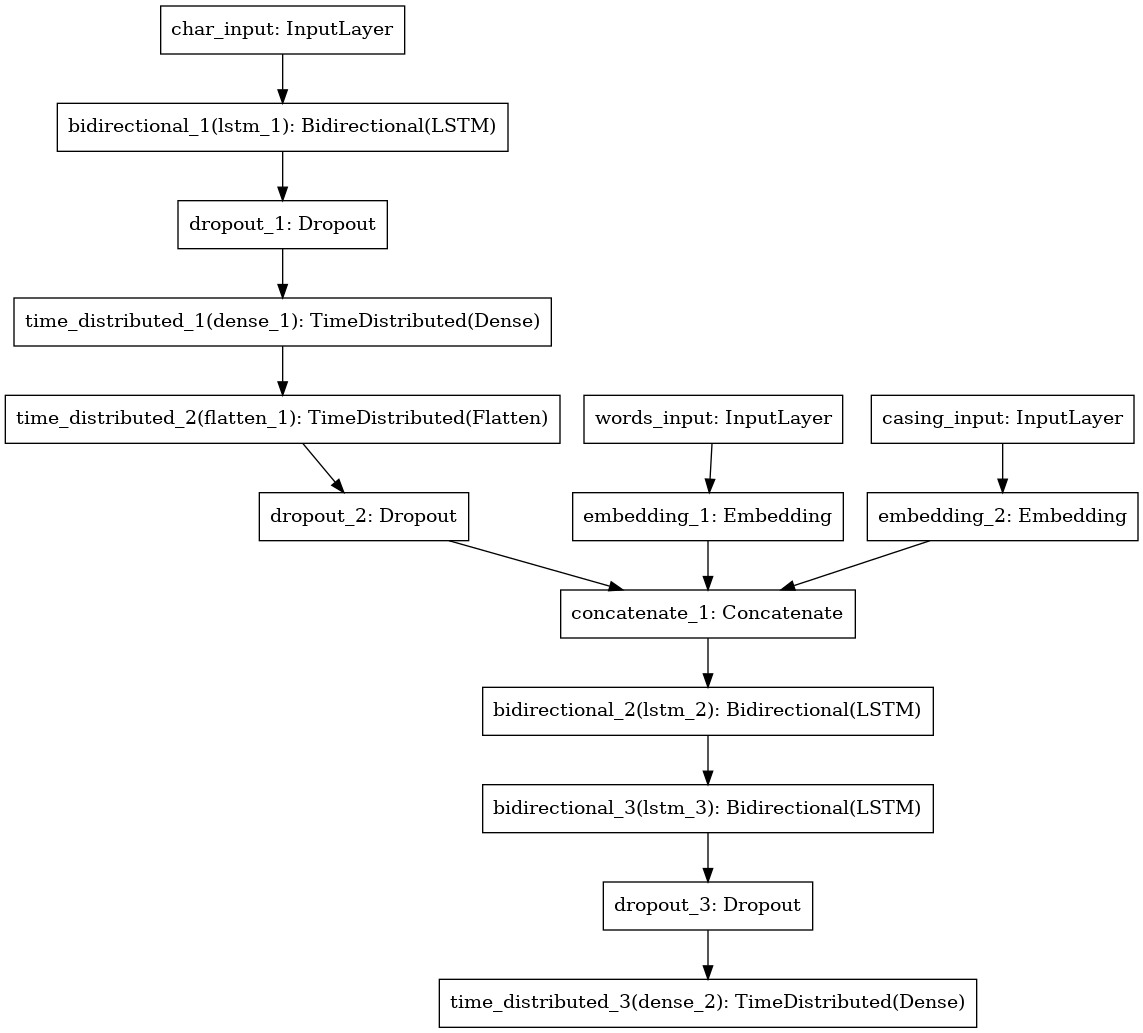 char_input: InputLayer
bidirectional_1(lstm_1): Bidirectional(LSTM)
dropout_1: Dropout
time_distributed_1(dense_1): TimeDistributed(Dense)
time_distributed_2(flatten_1): TimeDistributed(Flatten)
words_input: InputLayer
casing_input: InputLayer
dropout_2: Dropout
embedding_1: Embedding
embedding_2: Embedding
concatenate_1: Concatenate
bidirectional_2(lstm_2): Bidirectional(LSTM)
bidirectional_3(lstm_3): Bidirectional(LSTM)
dropout_3: Dropout
time_distributed_3(dense_2): TimeDistributed(Dense)